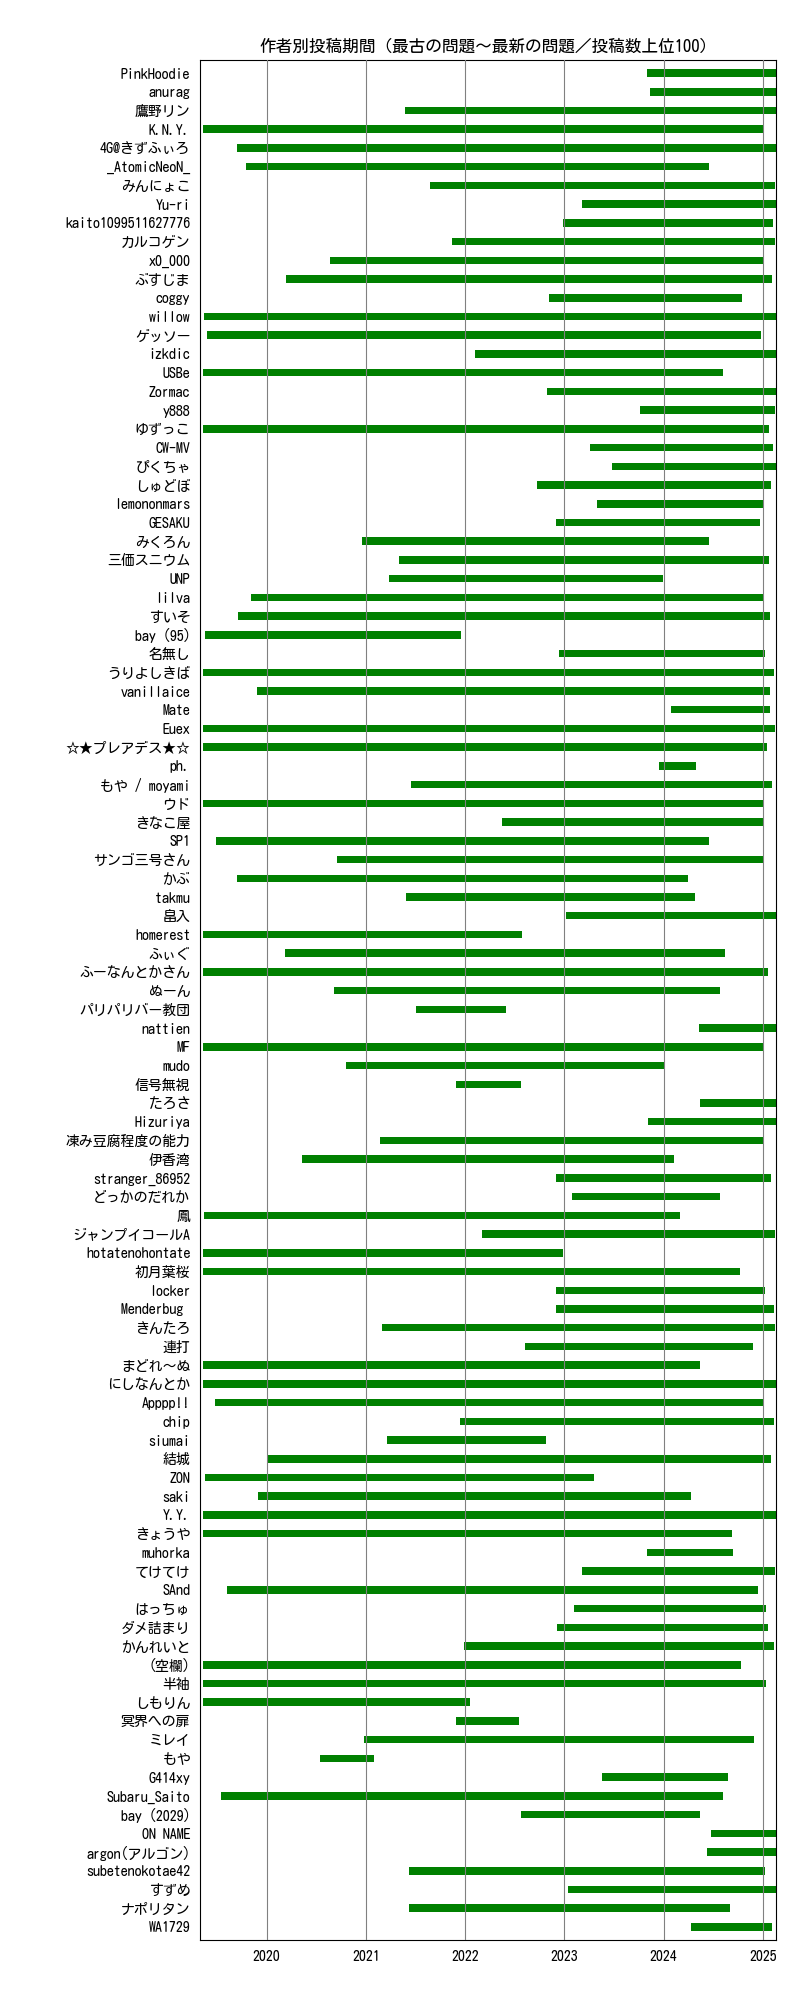 作者別投稿期間（最古の問題～最新の問題／投稿数上位100）
PinkHoodie
anurag
鷹野リン
K.N.Y.
4G@きずふぃろ
_AtomicNeoN_
みんにょこ
Yu-ri
kaito1099511627776
カルコゲン
x0_000
ぶすじま
coggy
willow
ゲッソー
izkdic
USBe
Zormac
y888
ゆずっこ
CW-MV
ぴくちゃ
しゅどぼ
lemononmars
GESAKU
みくろん
三価スニウム
UNP
lilva
すいそ
bay (95)
名無し
うりよしきば
vanillaice
Mate
Euex
☆★プレアデス★☆
ph.
もや / moyami
ウド
きなこ屋
SP1
サンゴ三号さん
かぶ
takmu
畠入
homerest
ふぃぐ
ふーなんとかさん
ぬーん
パリパリバー教団
nattien
MF
mudo
信号無視
たろさ
Hizuriya
凍み豆腐程度の能力
伊香湾
stranger_86952
どっかのだれか
鳳
ジャンプイコールA
hotatenohontate
初月葉桜
locker
Menderbug
きんたろ
連打
まどれ～ぬ
にしなんとか
Appppll
chip
siumai
結城
ZON
saki
Y.Y.
きょうや
muhorka
てけてけ
SAnd
はっちゅ
ダメ詰まり
かんれいと
(空欄)
半袖
しもりん
冥界への扉
ミレイ
もや
G414xy
Subaru_Saito
bay (2029)
ON NAME
argon(アルゴン)
subetenokotae42
すずめ
ナポリタン
WA1729
2020 2021 2022 2023 2024 2025